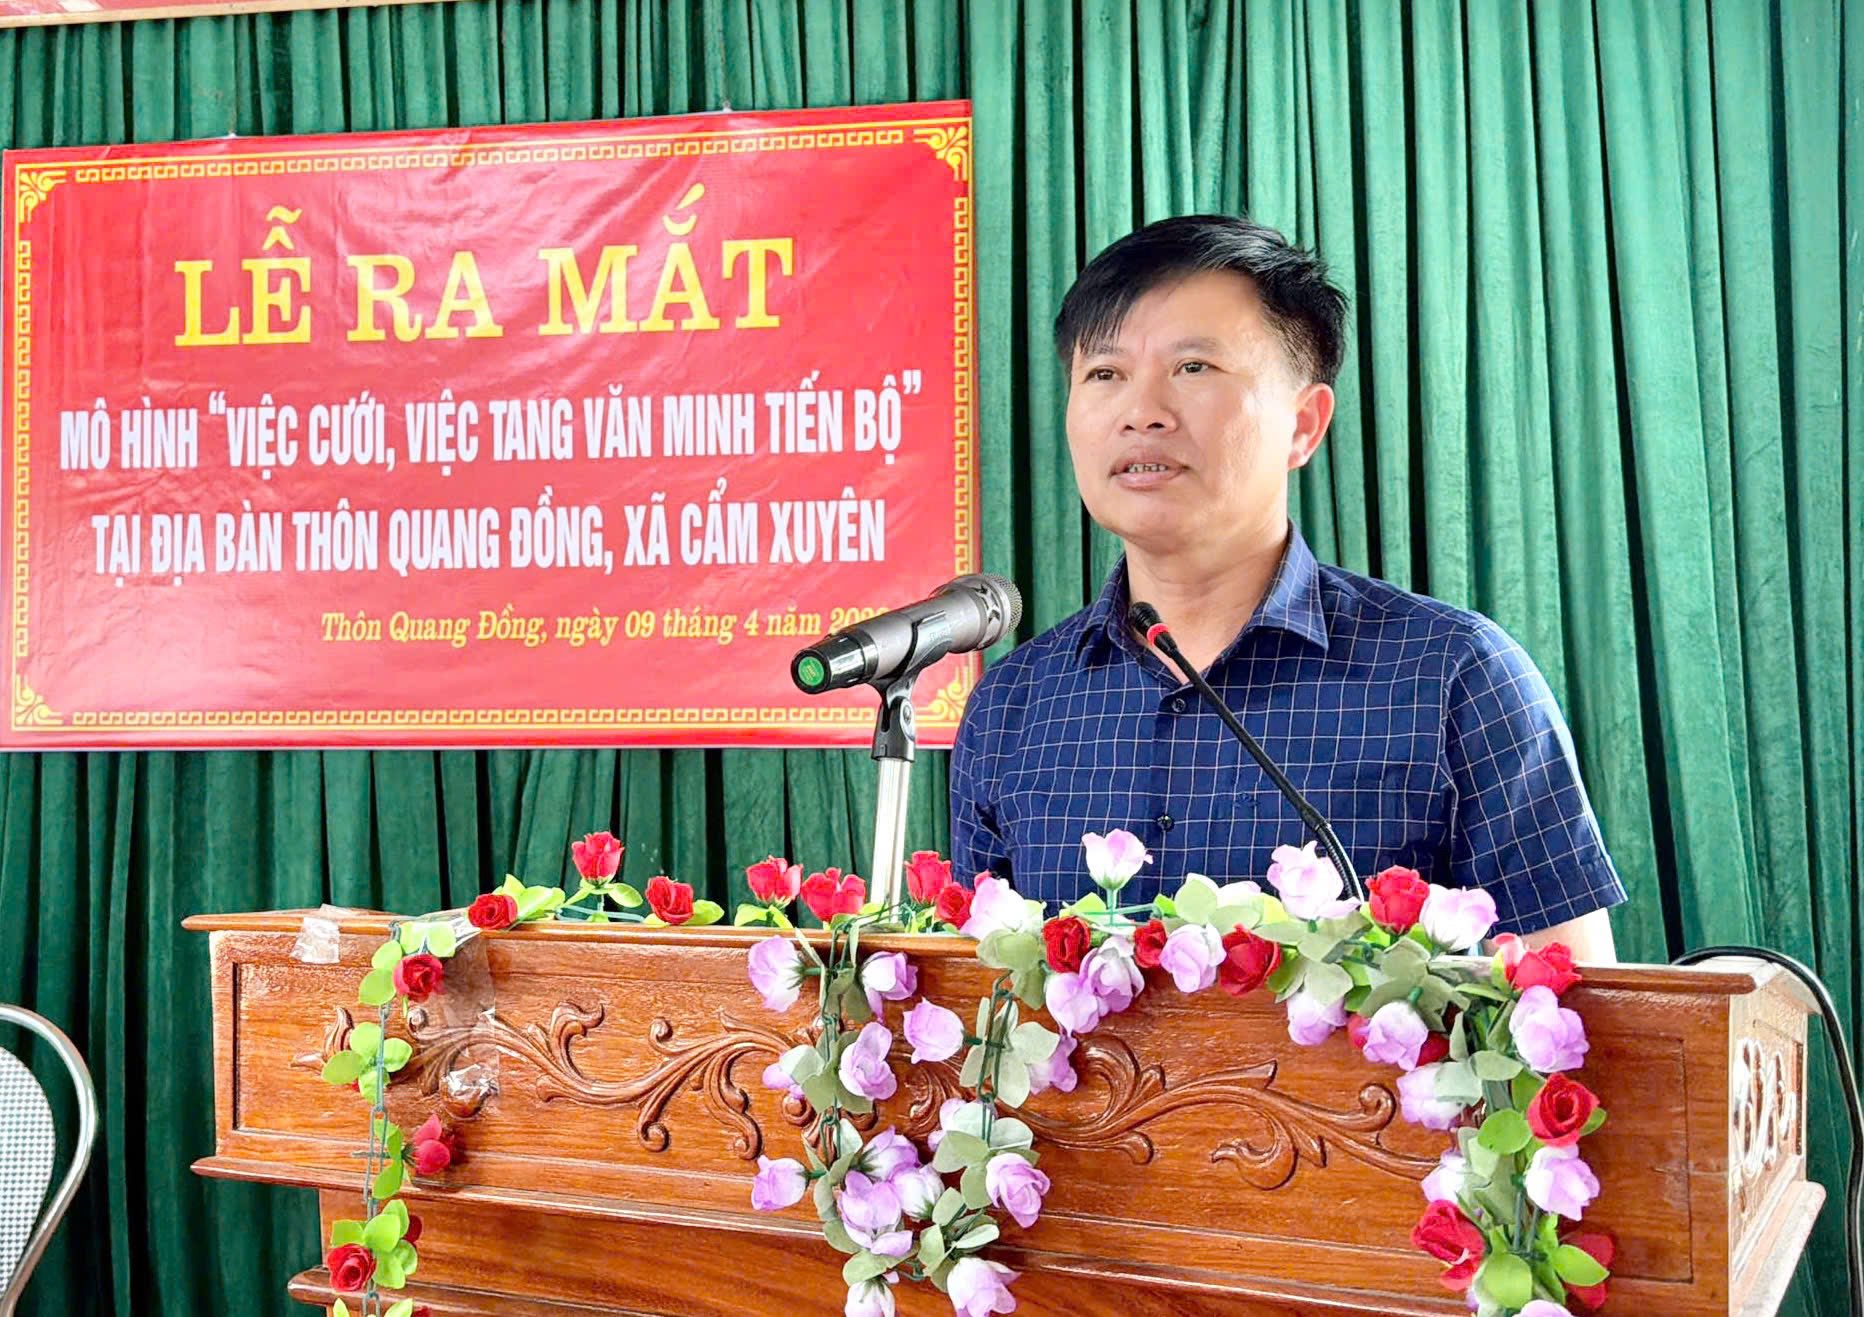 LỄ RA MẮT
MÔ HÌNH “VIỆC CƯỚI, VIỆC TANG VĂN MINH TIẾN BỘ”
TẠI ĐỊA BÀN THÔN QUANG ĐỒNG, XÃ CẨM XUYÊN
Thôn Quang Đồng, ngày 09 tháng 4 năm